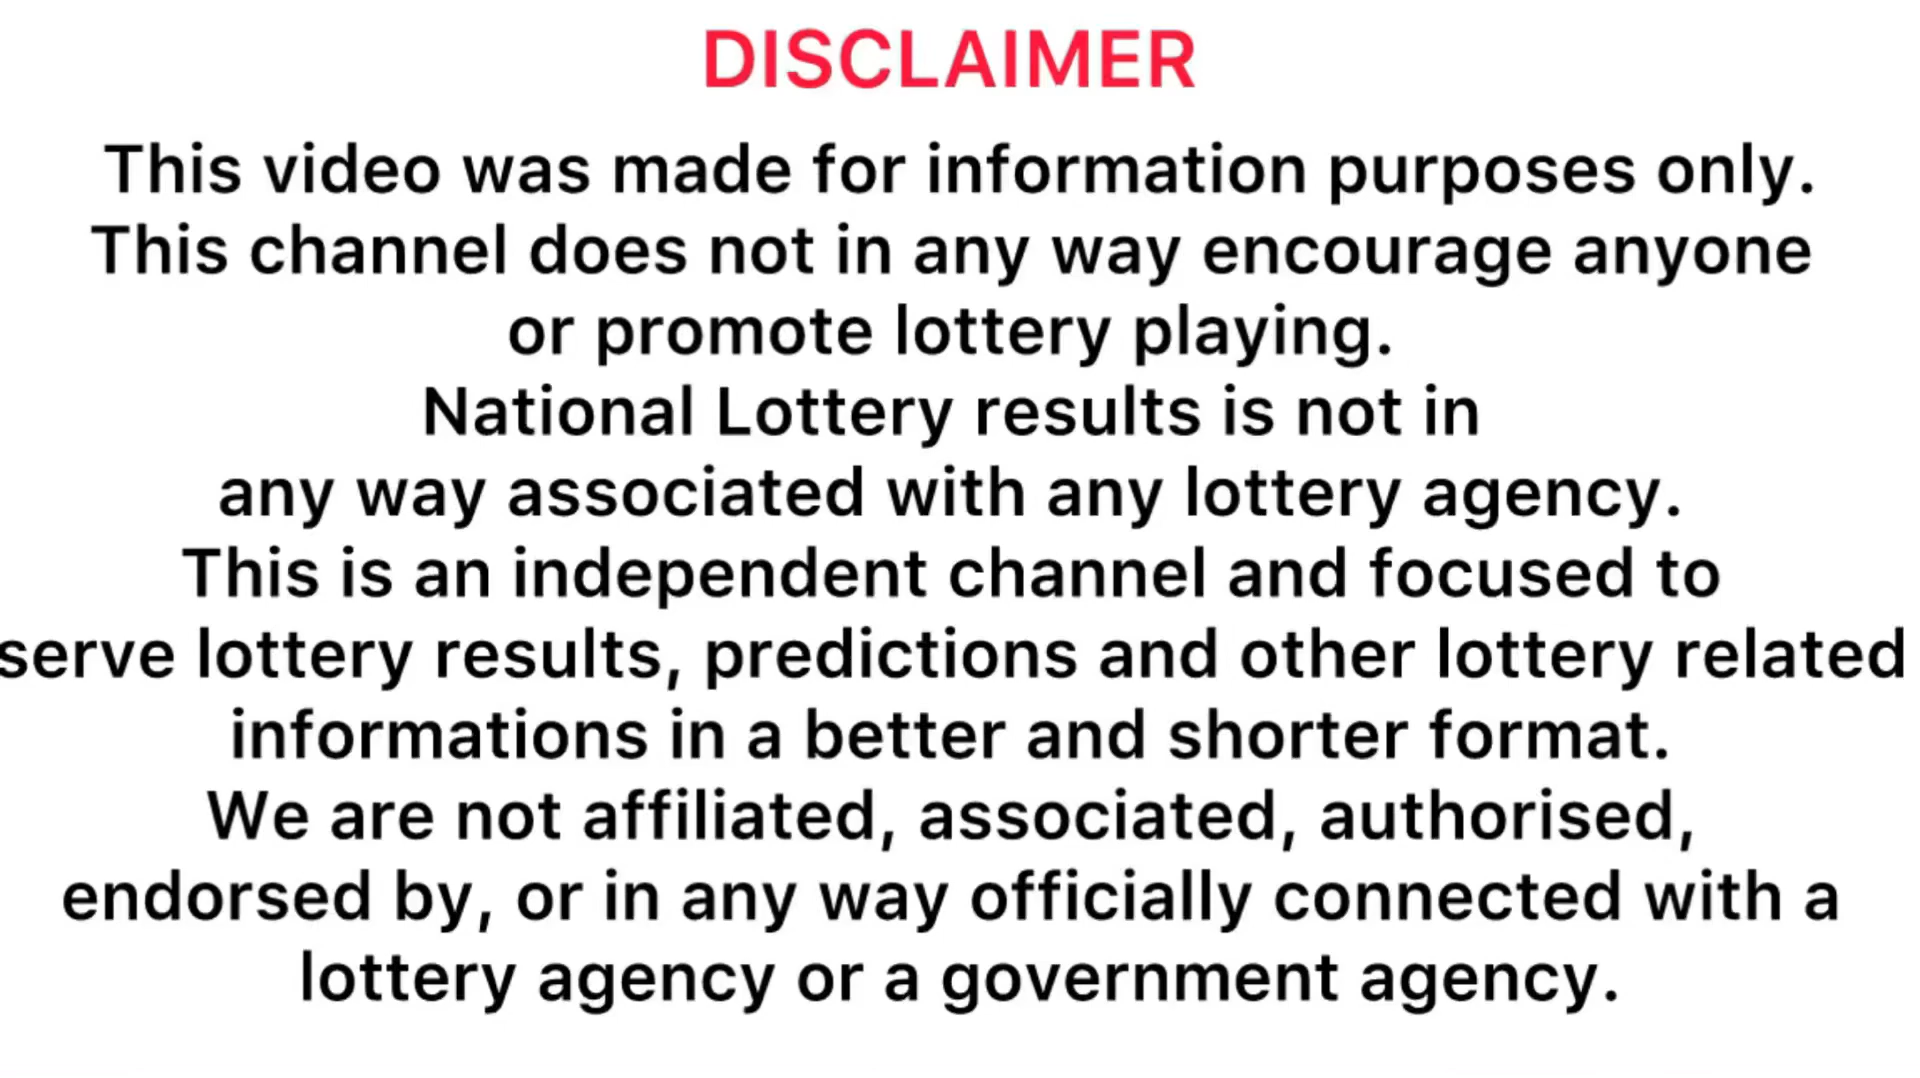 DISCLAIMER
This video was made for information purposes only.
This channel does not in any way encourage anyone
or promote lottery playing.
National Lottery results is not in
any way associated with any lottery agency.
This is an independent channel and focused to
serve lottery results, predictions and other lottery related
informations in a better and shorter format.
We are not affiliated, associated, authorised,
endorsed by, or in any way officially connected with a
lottery agency or a government agency.